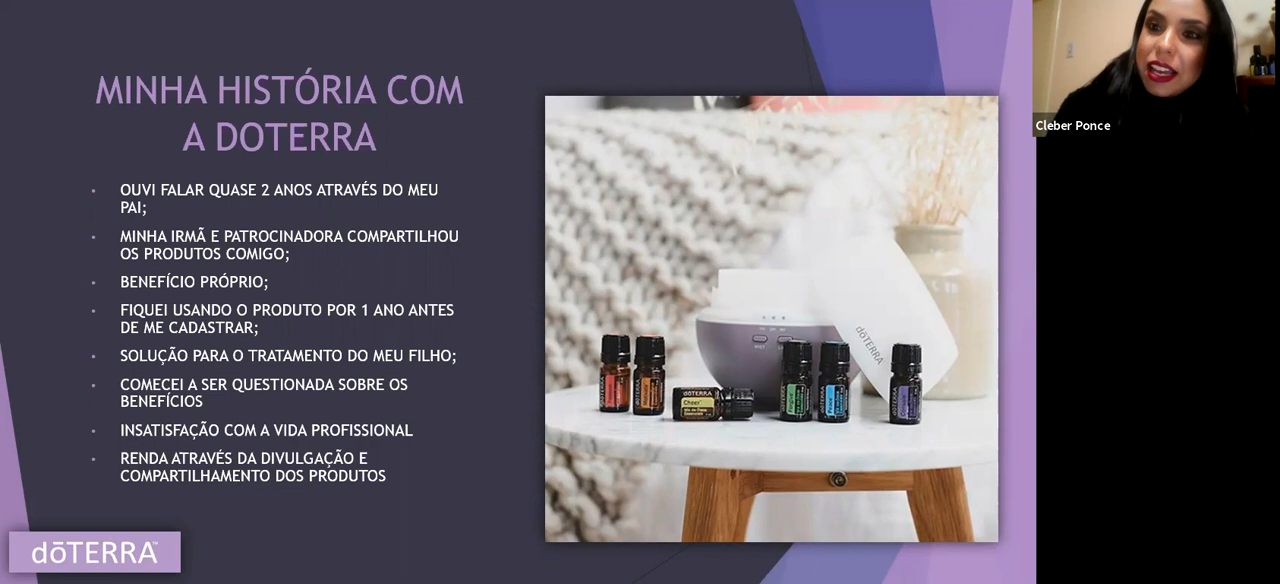 MINHA HISTÓRIA COM
A DOTERRA
• OUVI FALAR QUASE 2 ANOS ATRAVÉS DO MEU
PAI;
• MINHA IRMÃ E PATROCINADORA COMPARTILHOU
OS PRODUTOS COMIGO;
• BENEFÍCIO PRÓPRIO;
• FIQUEI USANDO O PRODUTO POR 1 ANO ANTES
DE ME CADASTRAR;
• SOLUÇÃO PARA O TRATAMENTO DO MEU FILHO;
• COMECEI A SER QUESTIONADA SOBRE OS
BENEFÍCIOS
• INSATISFAÇÃO COM A VIDA PROFISSIONAL
• RENDA ATRAVÉS DA DIVULGAÇÃO E
COMPARTILHAMENTO DOS PRODUTOS
dōTERRA
dōTERRA
dōTERRA
Cheer
Cleber Ponce